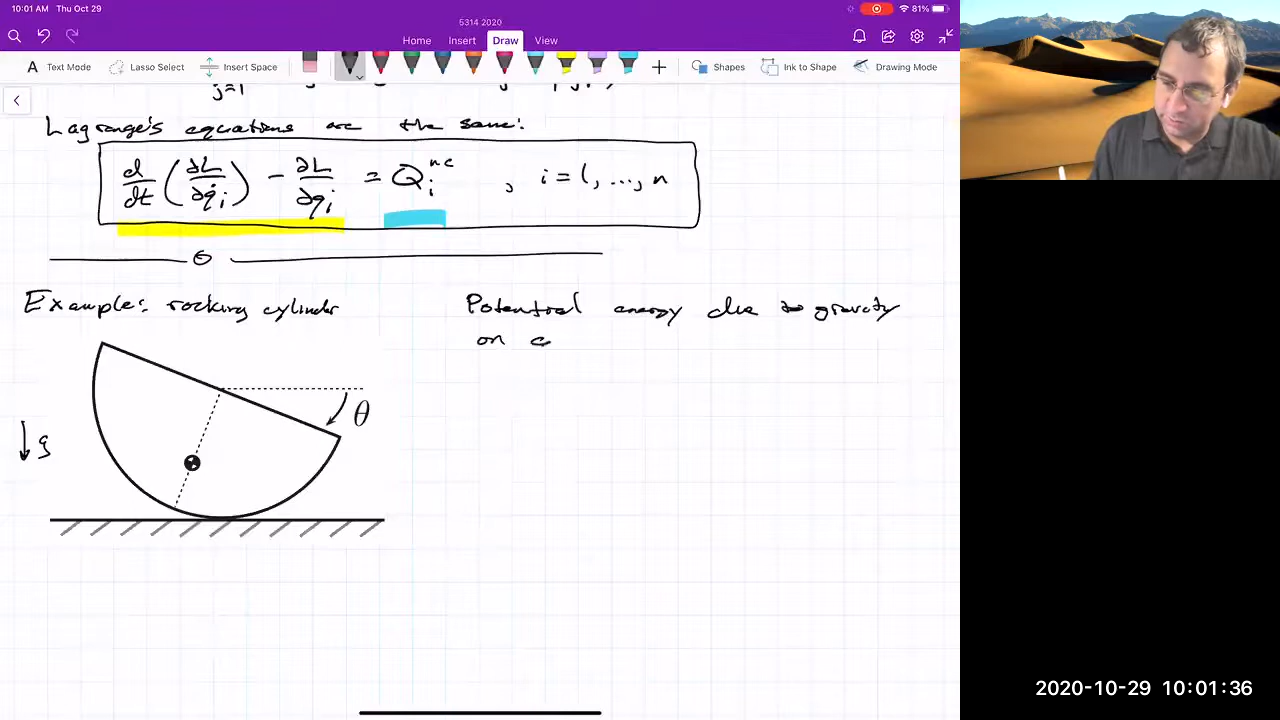 10:01 AM Thu Oct 29
81%
5314 2020
Home Insert Draw View
Text Mode Lasso Select Insert Space Shapes Ink to Shape Drawing Mode
j=1
Lagrange's equations are the same:
d/dt (∂L/∂q̇i) - ∂L/∂qi = Qi^nc , i = 1, ..., n
Example: rocking cylinder
Potential energy due to gravity
on a
θ
↓g
2020-10-29 10:01:36